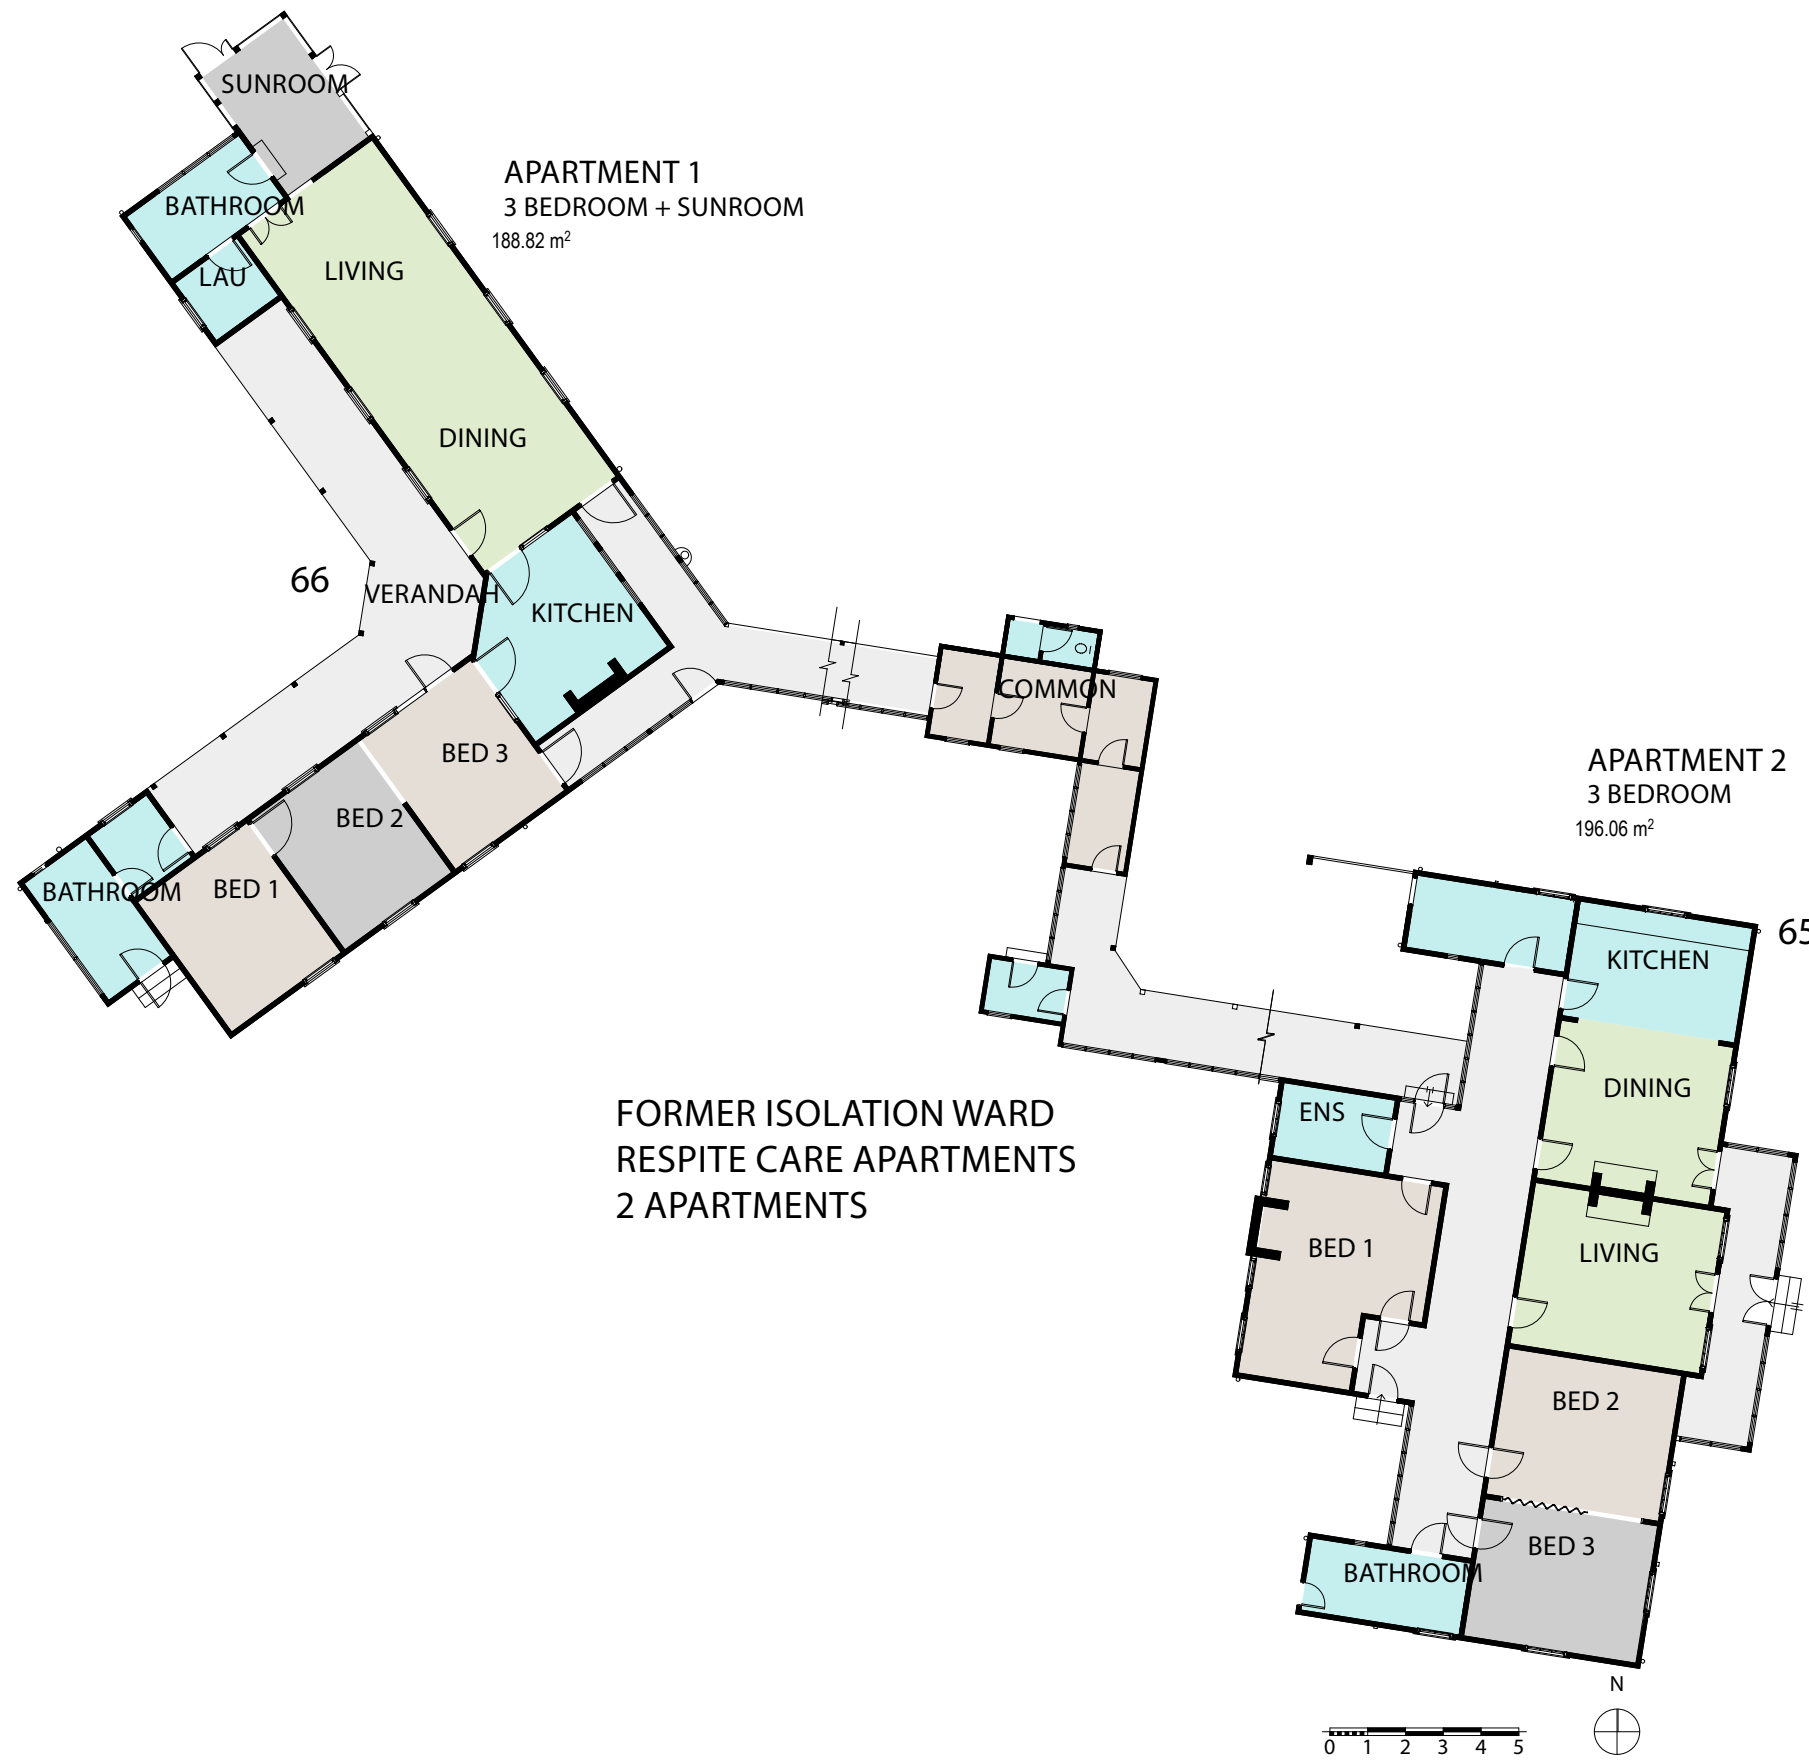 SUNROOM
APARTMENT 1
3 BEDROOM + SUNROOM
188.82 m²
BATHROOM
LAU
LIVING
DINING
66
VERANDAH
KITCHEN
COMMON
BED 3
BED 2
BED 1
BATHROOM
APARTMENT 2
3 BEDROOM
196.06 m²
65
KITCHEN
DINING
ENS
FORMER ISOLATION WARD
RESPITE CARE APARTMENTS
2 APARTMENTS
BED 1
LIVING
BED 2
BED 3
BATHROOM
N
0 1 2 3 4 5